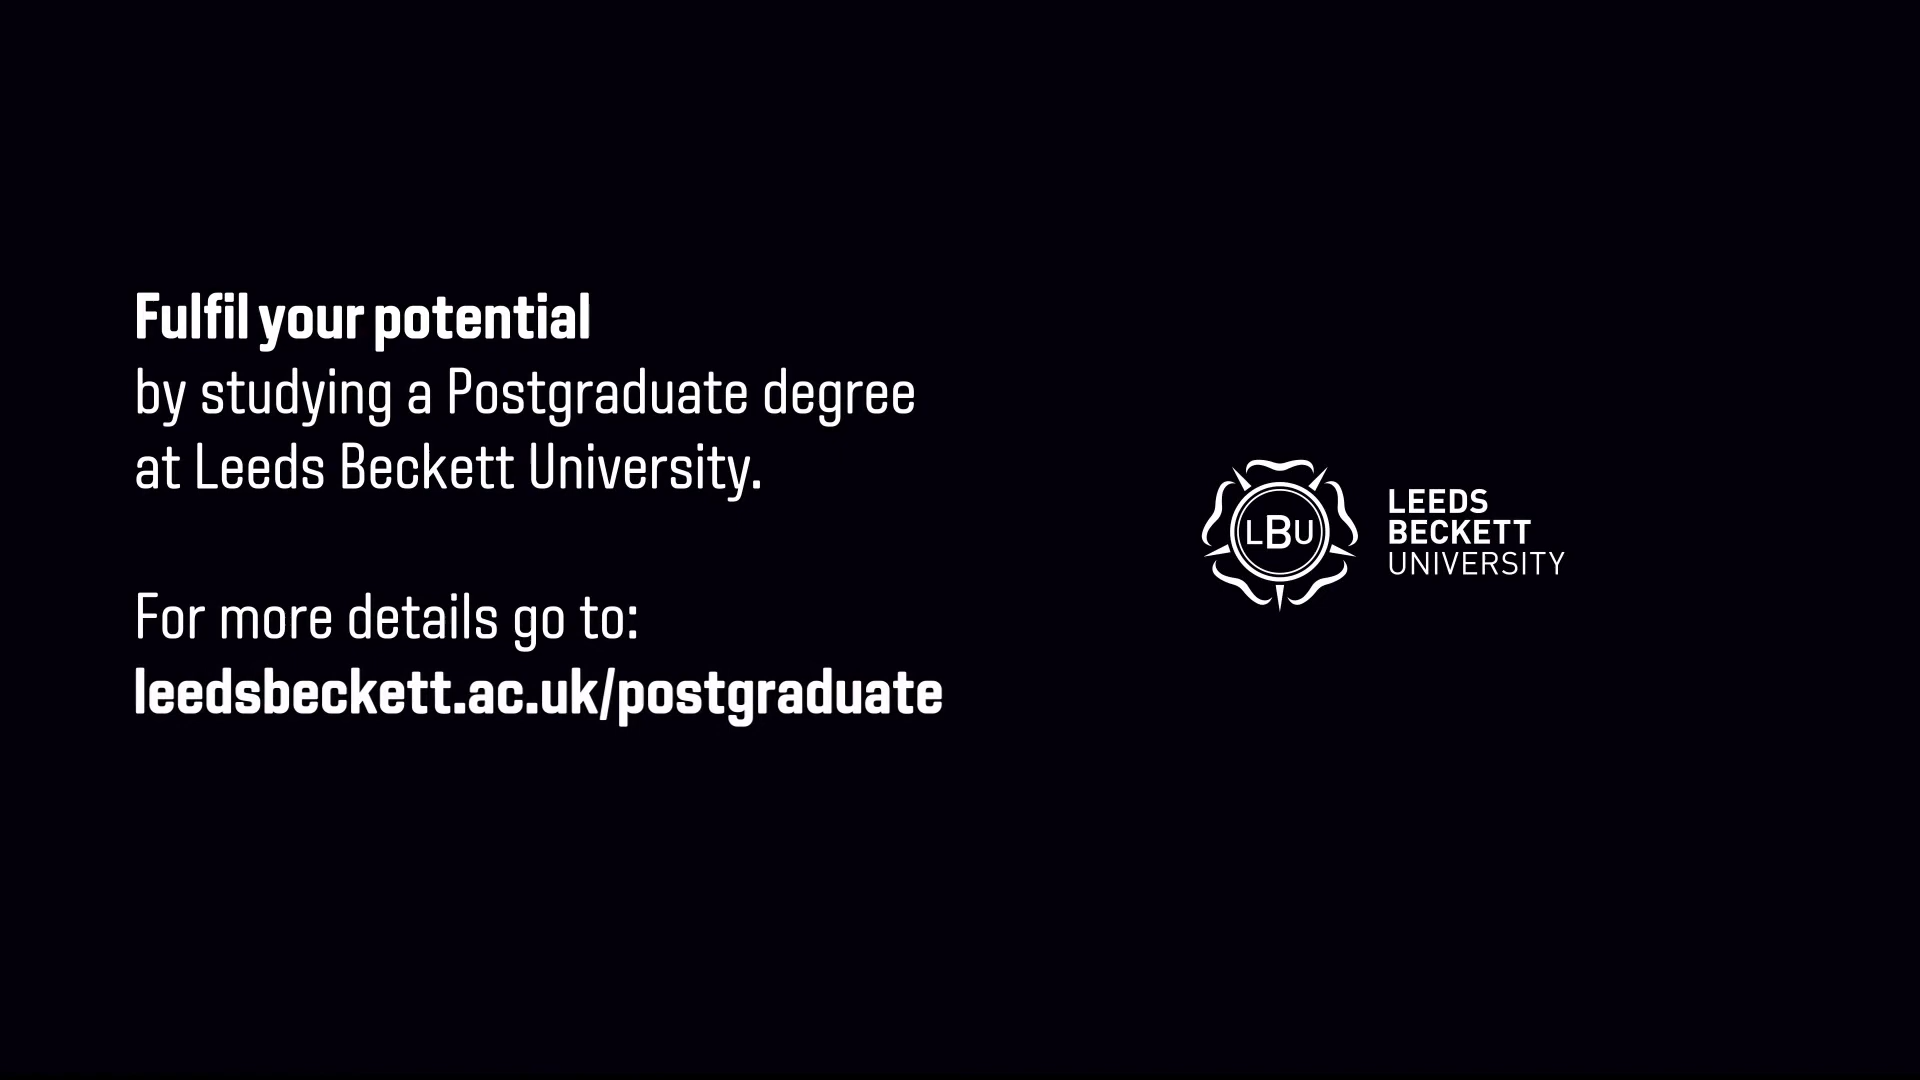 Fulfil your potential
by studying a Postgraduate degree
at Leeds Beckett University.
For more details go to:
leedsbeckett.ac.uk/postgraduate
LBU
LEEDS
BECKETT
UNIVERSITY